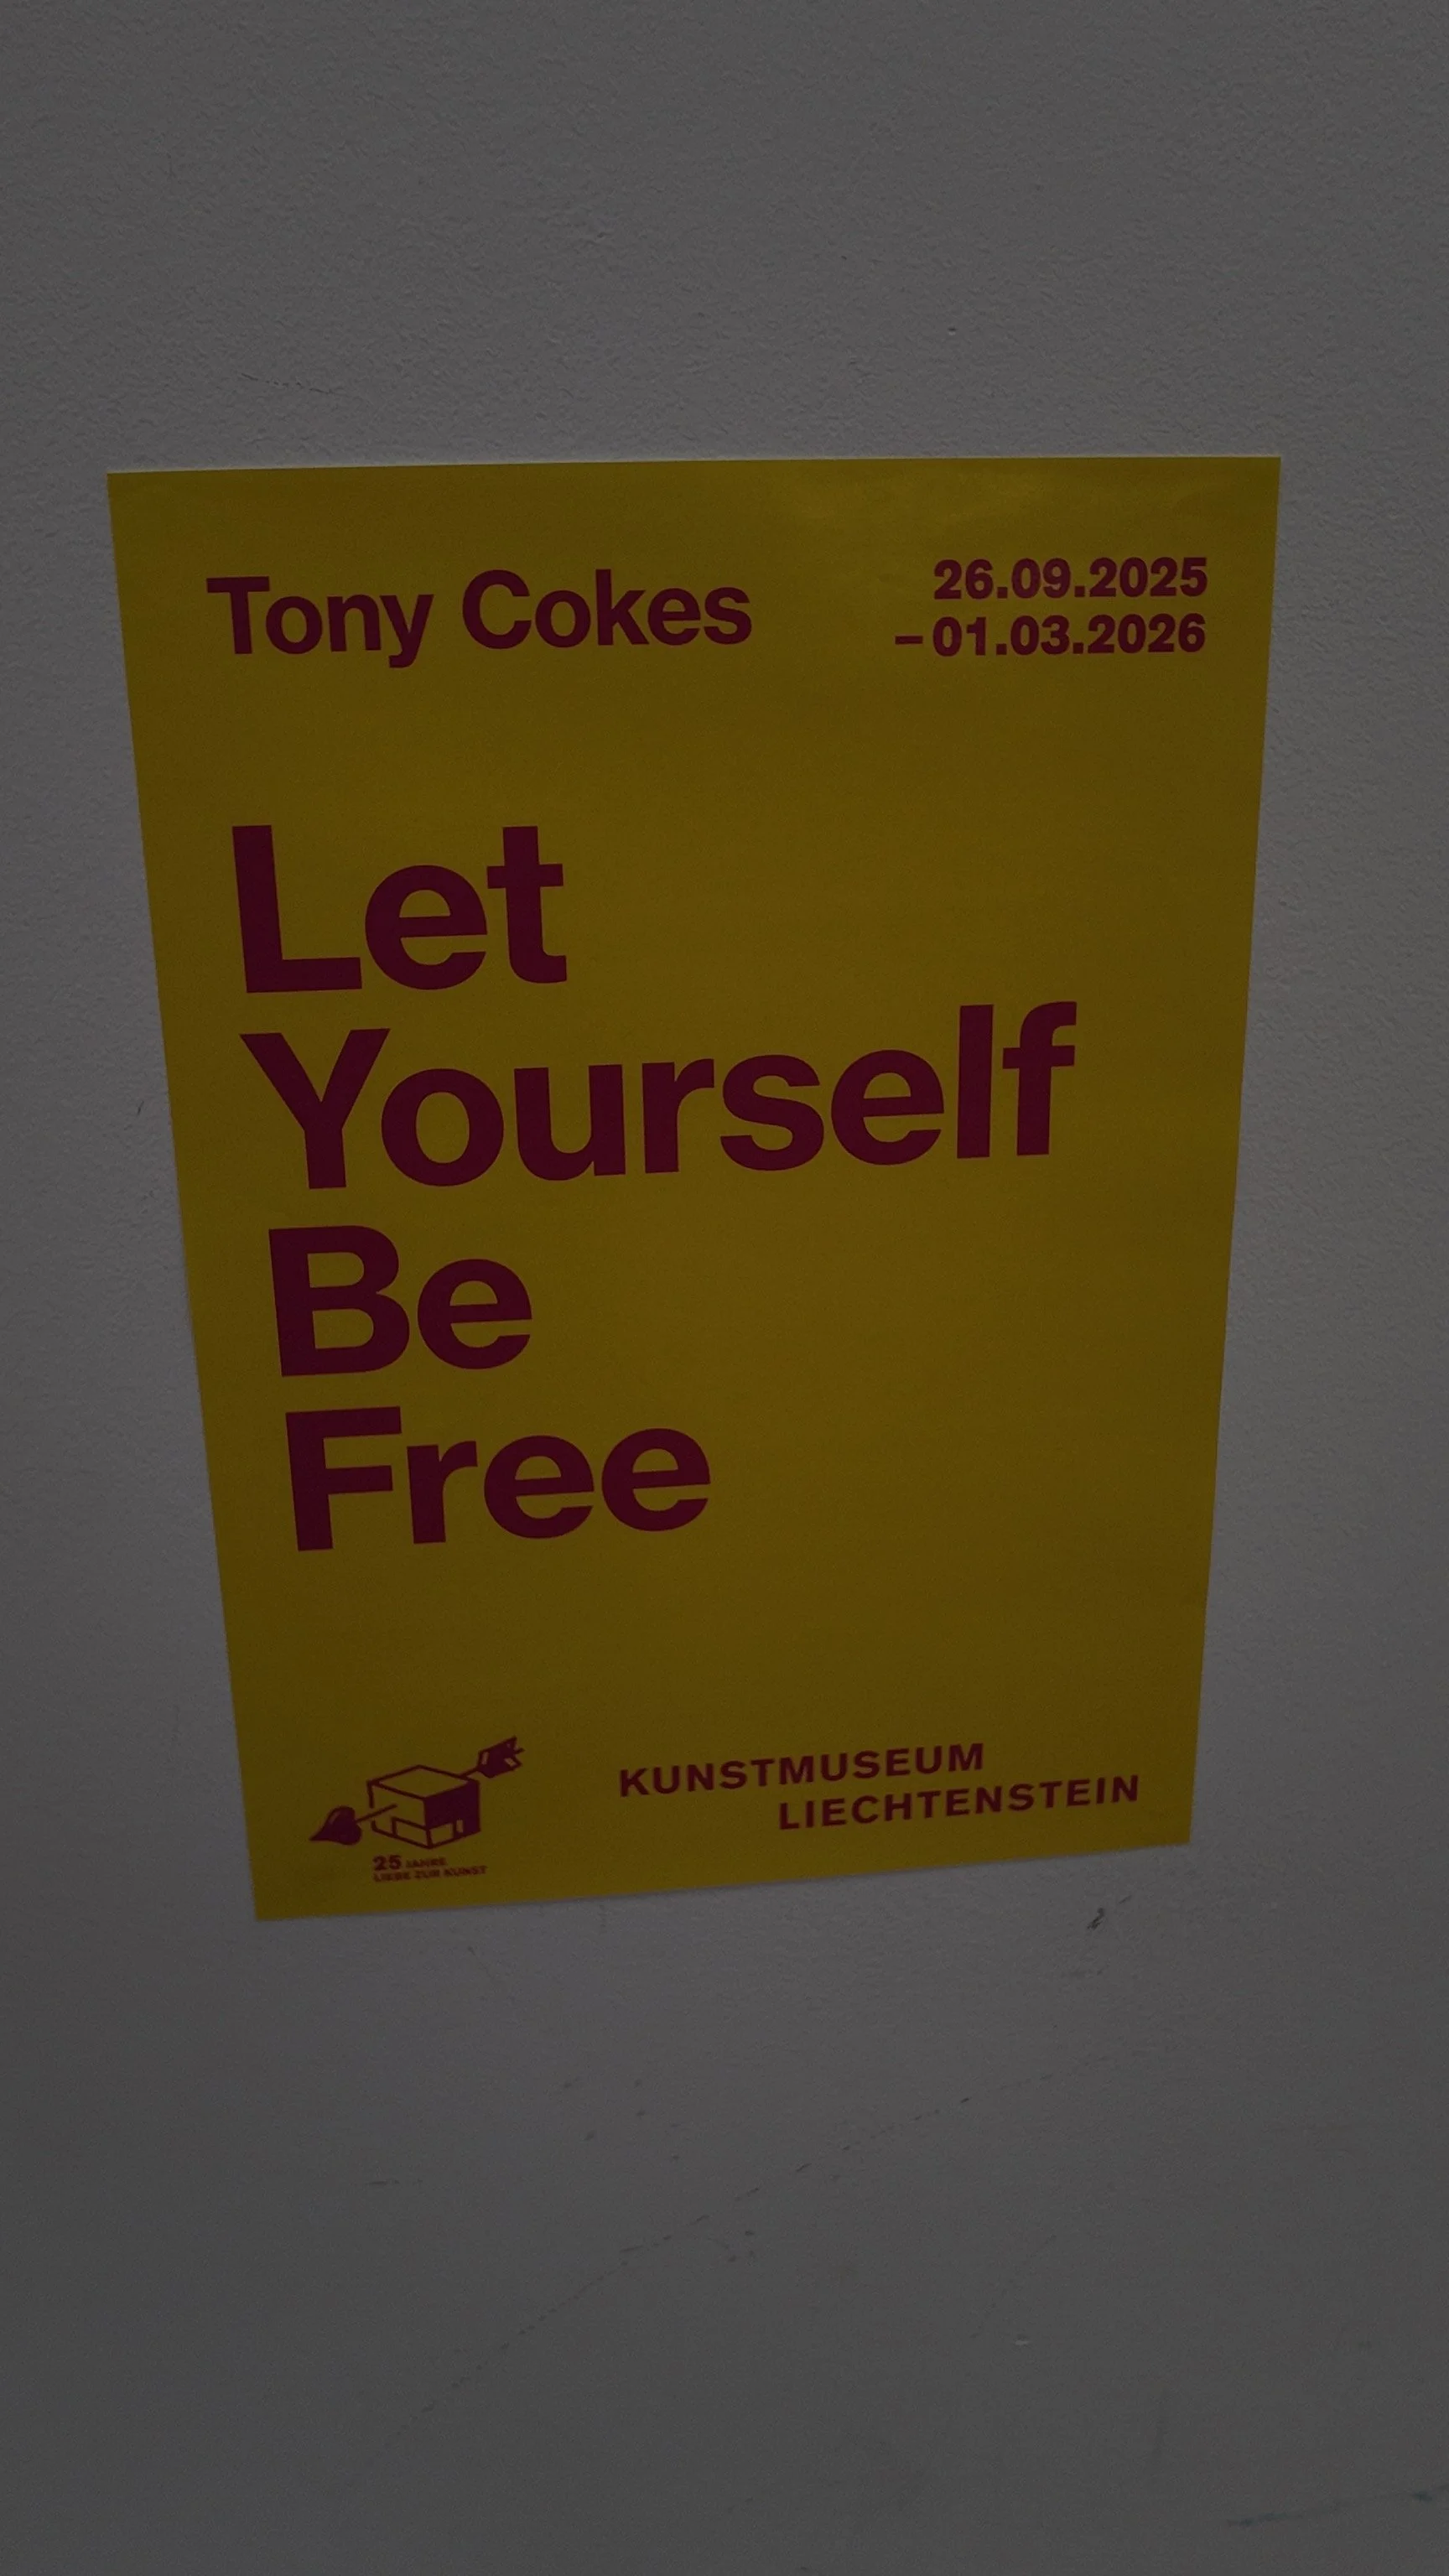 Tony Cokes
26.09.2025
–01.03.2026
Let
Yourself
Be
Free
KUNSTMUSEUM
LIECHTENSTEIN
25 JAHRE
LIEBE ZUR KUNST